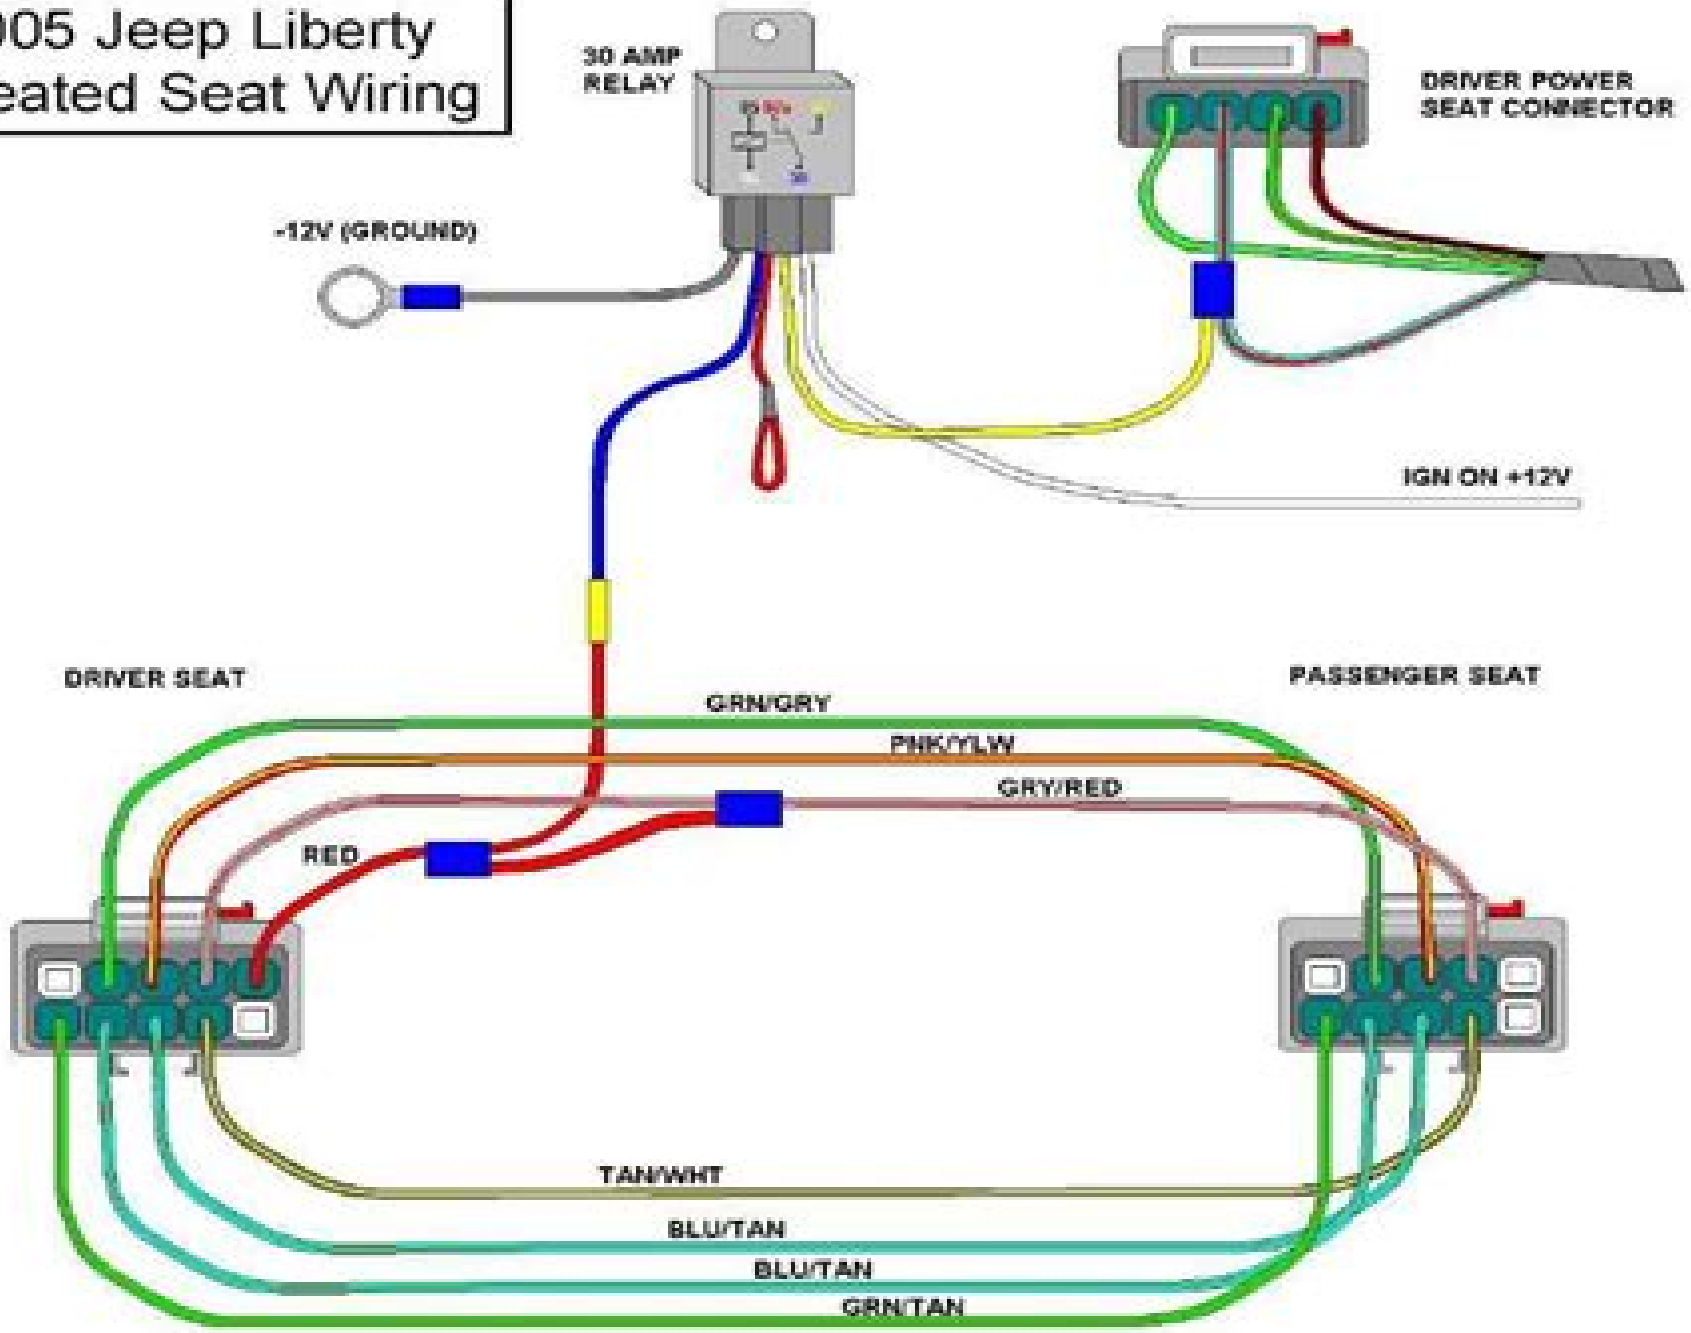 005 Jeep Liberty
eated Seat Wiring
30 AMP
RELAY
DRIVER POWER
SEAT CONNECTOR
-12V (GROUND)
IGN ON +12V
DRIVER SEAT
PASSENGER SEAT
GRN/GRY
PNK/YLW
GRY/RED
RED
TAN/WHT
BLU/TAN
BLU/TAN
GRN/TAN